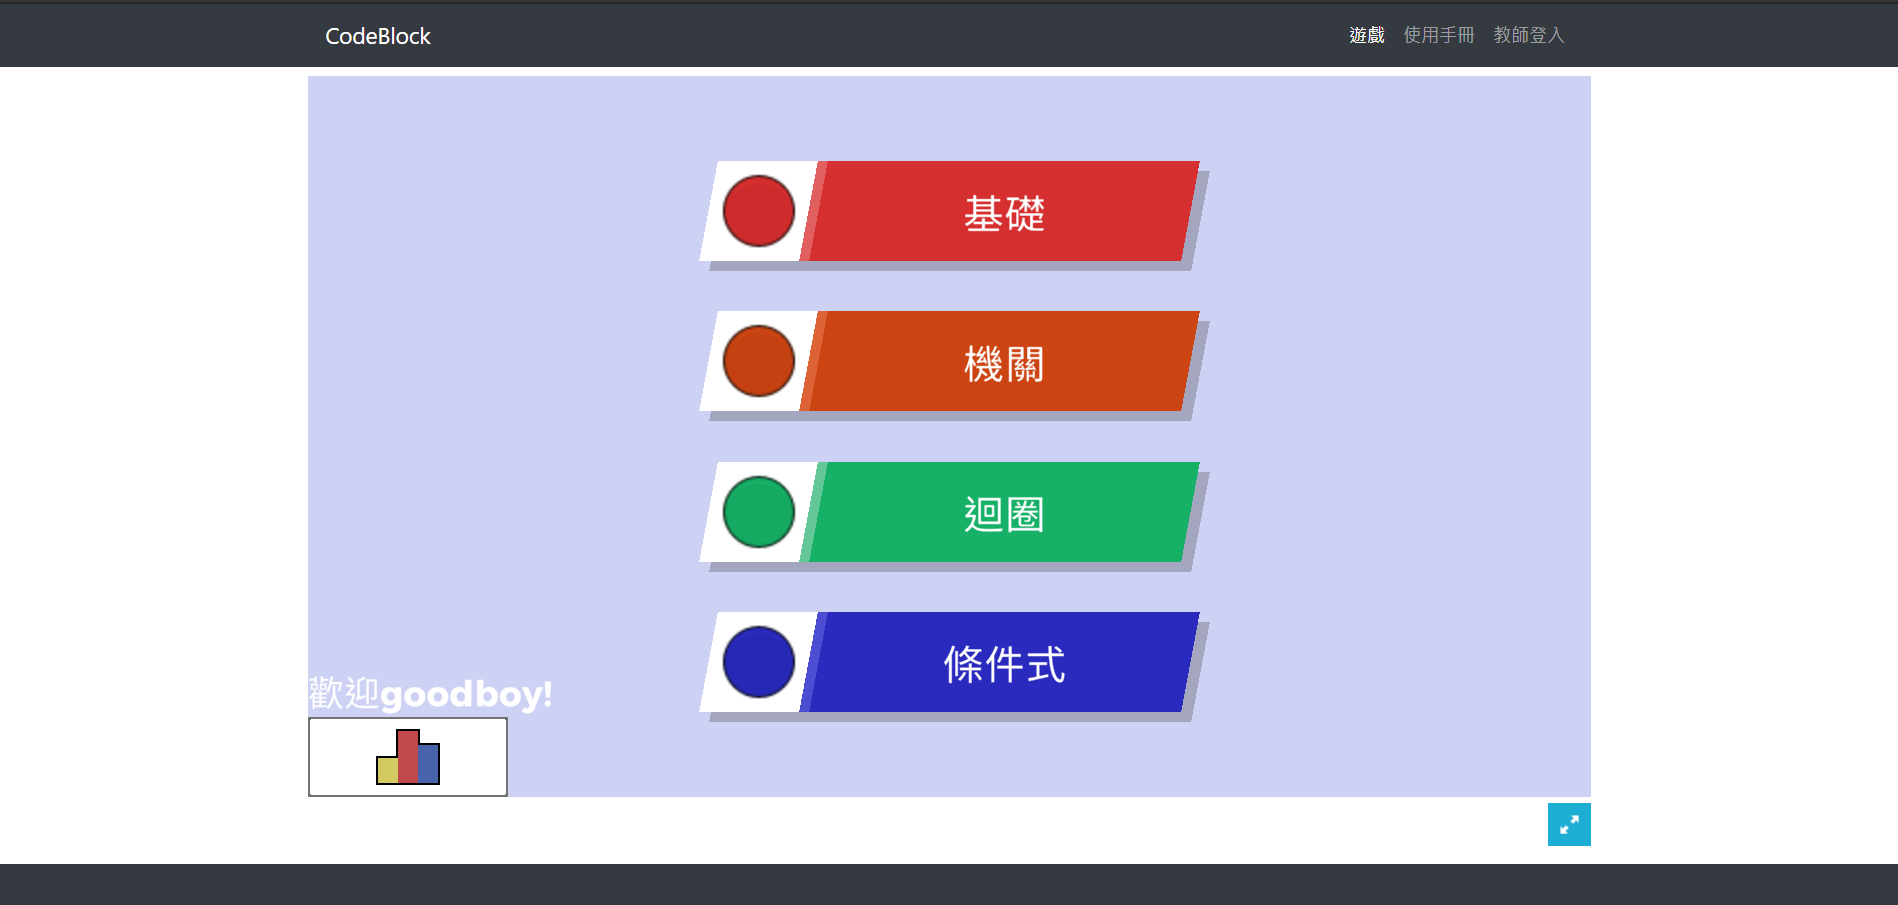 CodeBlock
遊戲 使用手冊 教師登入
基礎
機關
迴圈
條件式
歡迎goodboy!